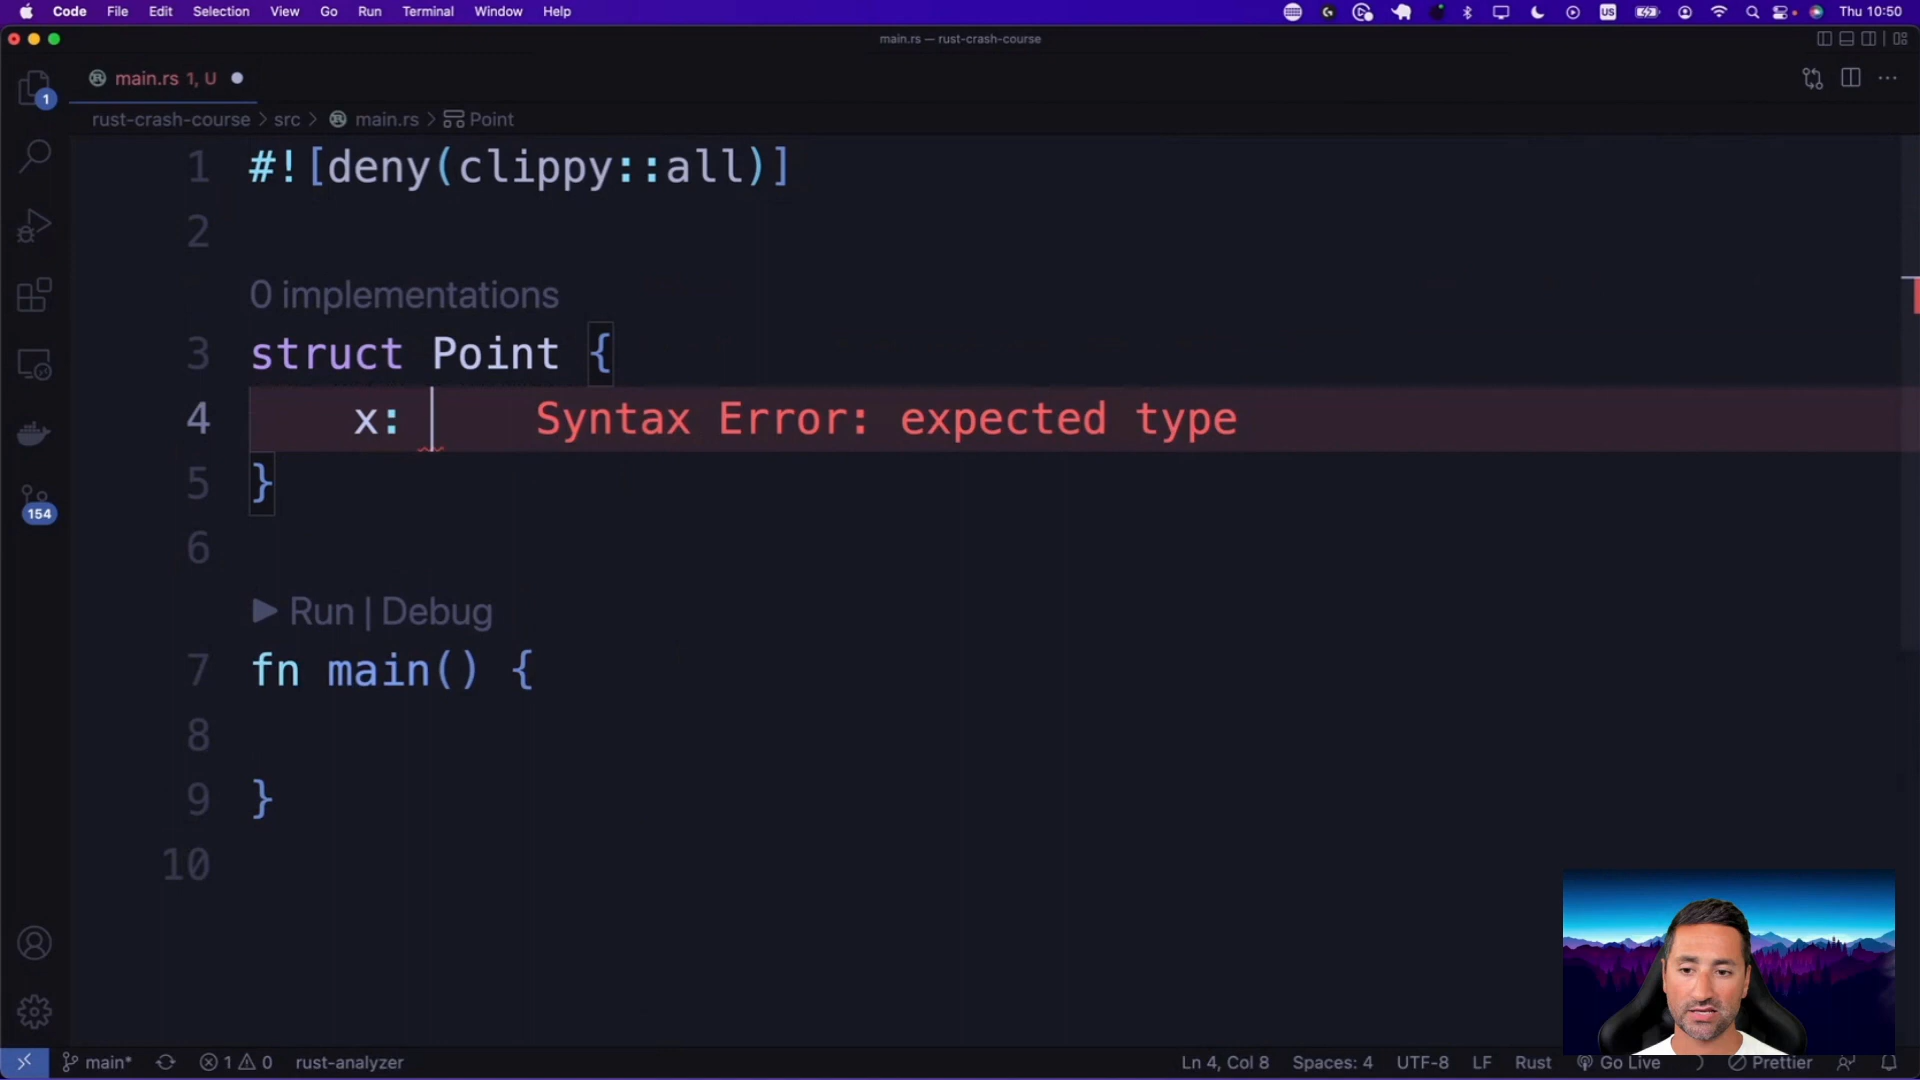 Code File Edit Selection View Go Run Terminal Window Help US Thu 10:50
main.rs — rust-crash-course
main.rs 1, U
1
rust-crash-course > src > main.rs > Point
1 #![deny(clippy::all)]
2
0 implementations
3 struct Point {
4 x: Syntax Error: expected type
5 }
154
6
Run | Debug
7 fn main() {
8
9 }
10
main* 1 0 rust-analyzer Ln 4, Col 8 Spaces: 4 UTF-8 LF Rust Go Live Prettier